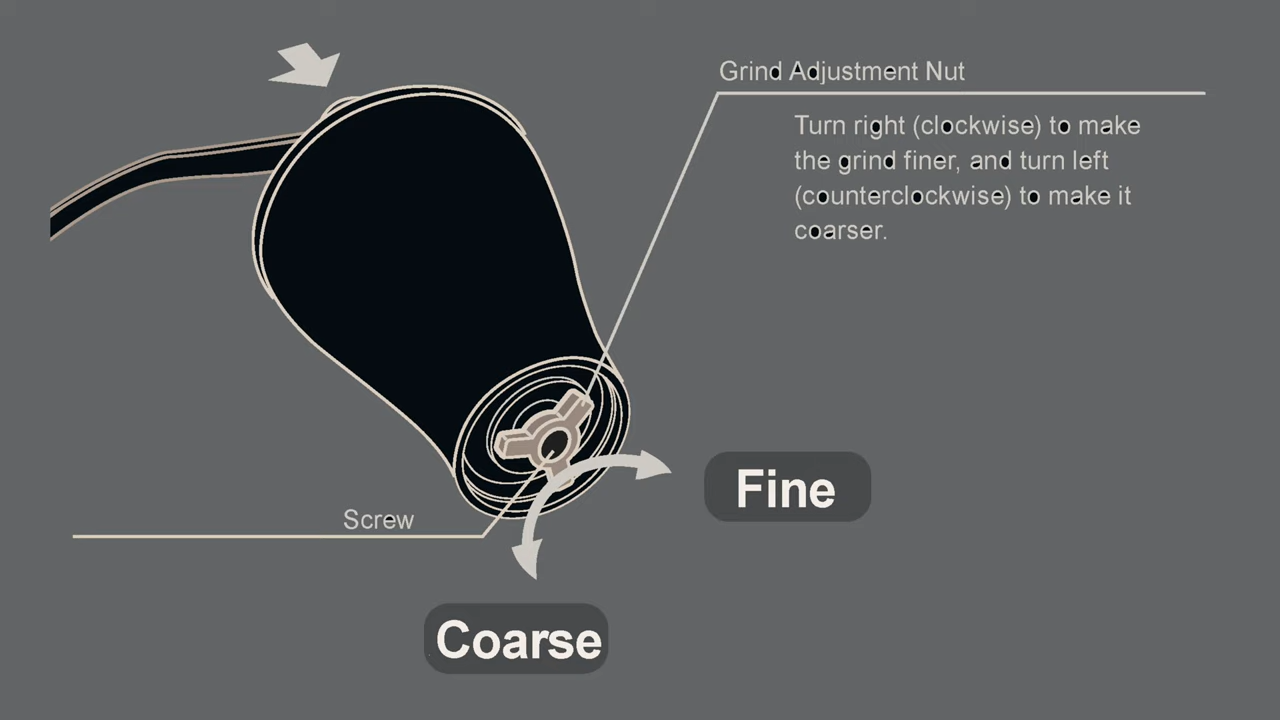 Grind Adjustment Nut
Turn right (clockwise) to make
the grind finer, and turn left
(counterclockwise) to make it
coarser.
Fine
Screw
Coarse